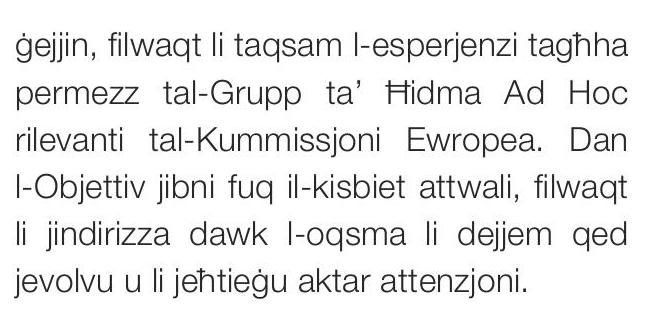 ġejjin, filwaqt li taqsam l-esperjenzi tagħha
permezz tal-Grupp ta’ Ħidma Ad Hoc
rilevanti tal-Kummissjoni Ewropea. Dan
l-Objettiv jibni fuq il-kisbiet attwali, filwaqt
li jindirizza dawk l-oqsma li dejjem qed
jevolvu u li jeħtieġu aktar attenzjoni.